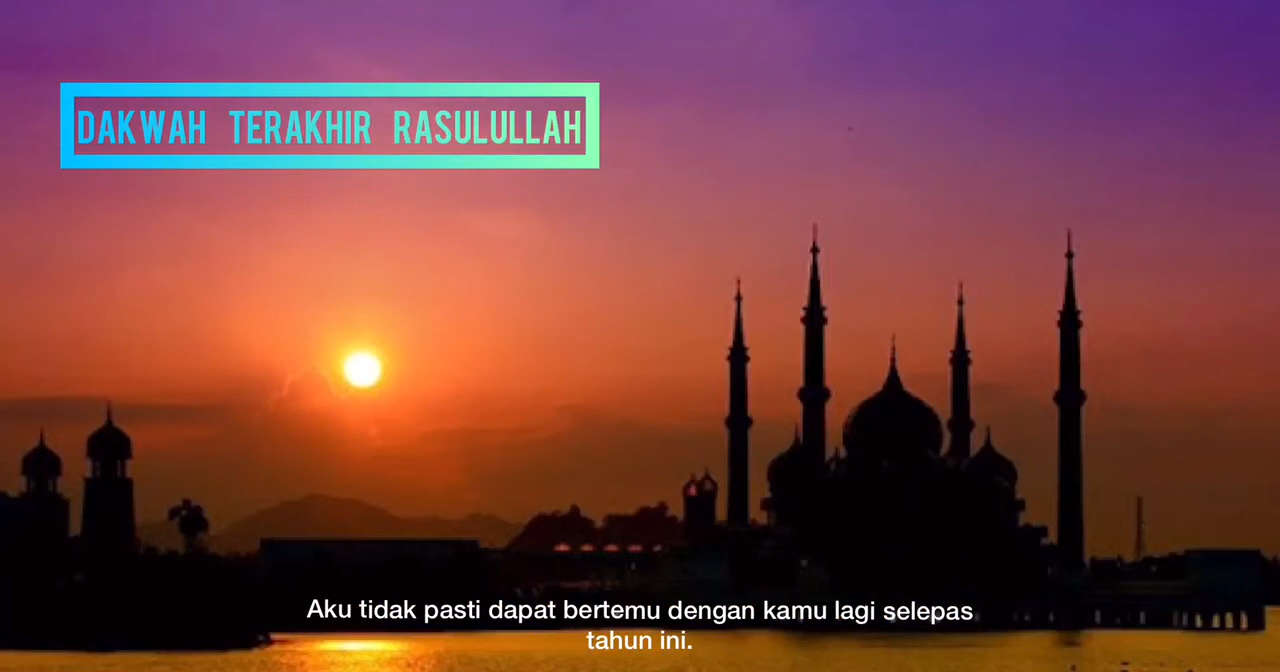 DAKWAH TERAKHIR RASULULLAH
Aku tidak pasti dapat bertemu dengan kamu lagi selepas
tahun ini.